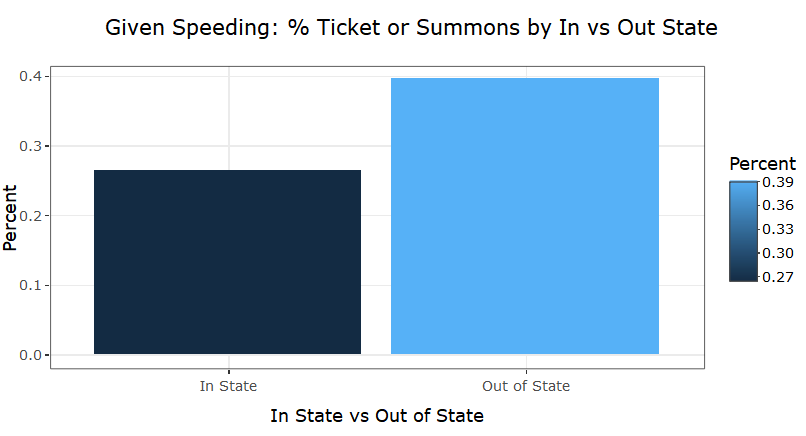 Given Speeding: % Ticket or Summons by In vs Out State
0.4
0.3
0.2
0.1
0.0
Percent
In State
Out of State
In State vs Out of State
Percent
0.39
0.36
0.33
0.30
0.27